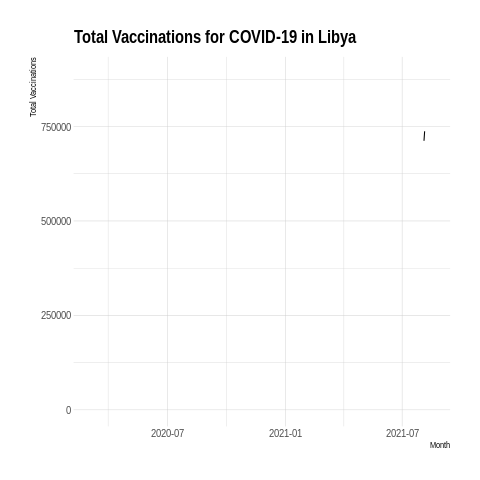 Total Vaccinations for COVID-19 in Libya
Total Vaccinations
750000
500000
250000
0
2020-07 2021-01 2021-07
Month